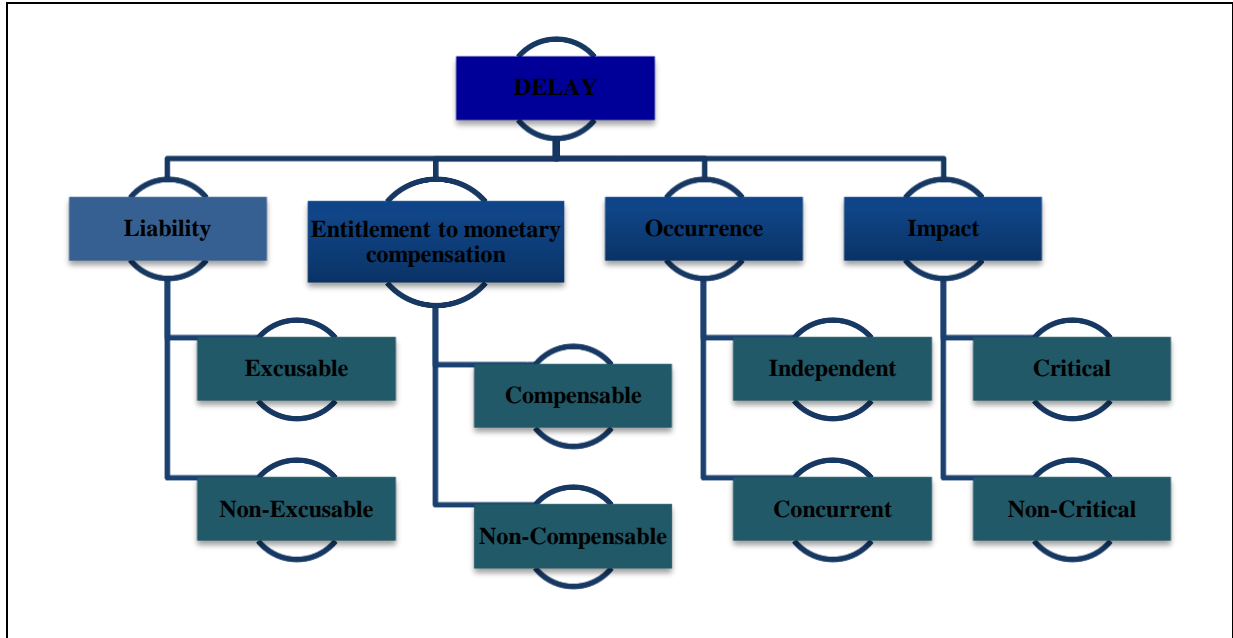 DELAY
Liability
Entitlement to monetary
compensation
Occurrence
Impact
Excusable
Compensable
Independent
Critical
Non-Excusable
Non-Compensable
Concurrent
Non-Critical